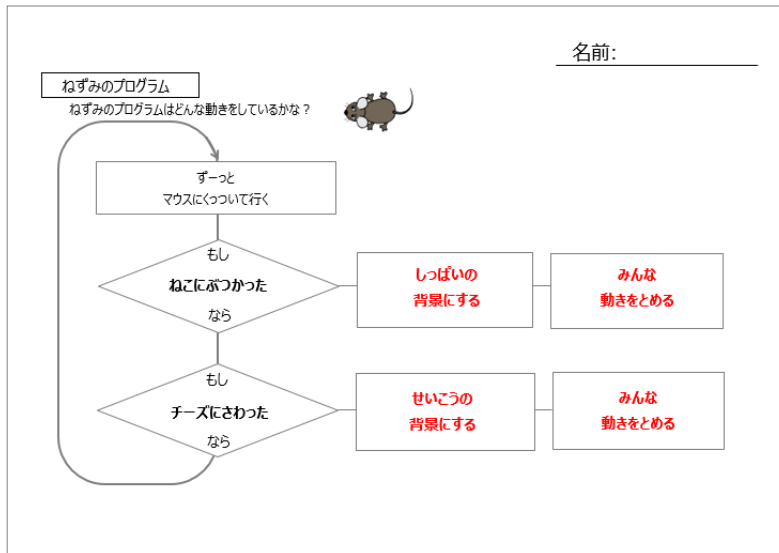 名前:
ねずみのプログラム
ねずみのプログラムはどんな動きをしているかな？
ずーっと
マウスにくっついて行く
もし
ねこにぶつかった
なら
しっぱいの
背景にする
みんな
動きをとめる
もし
チーズにさわった
なら
せいこうの
背景にする
みんな
動きをとめる